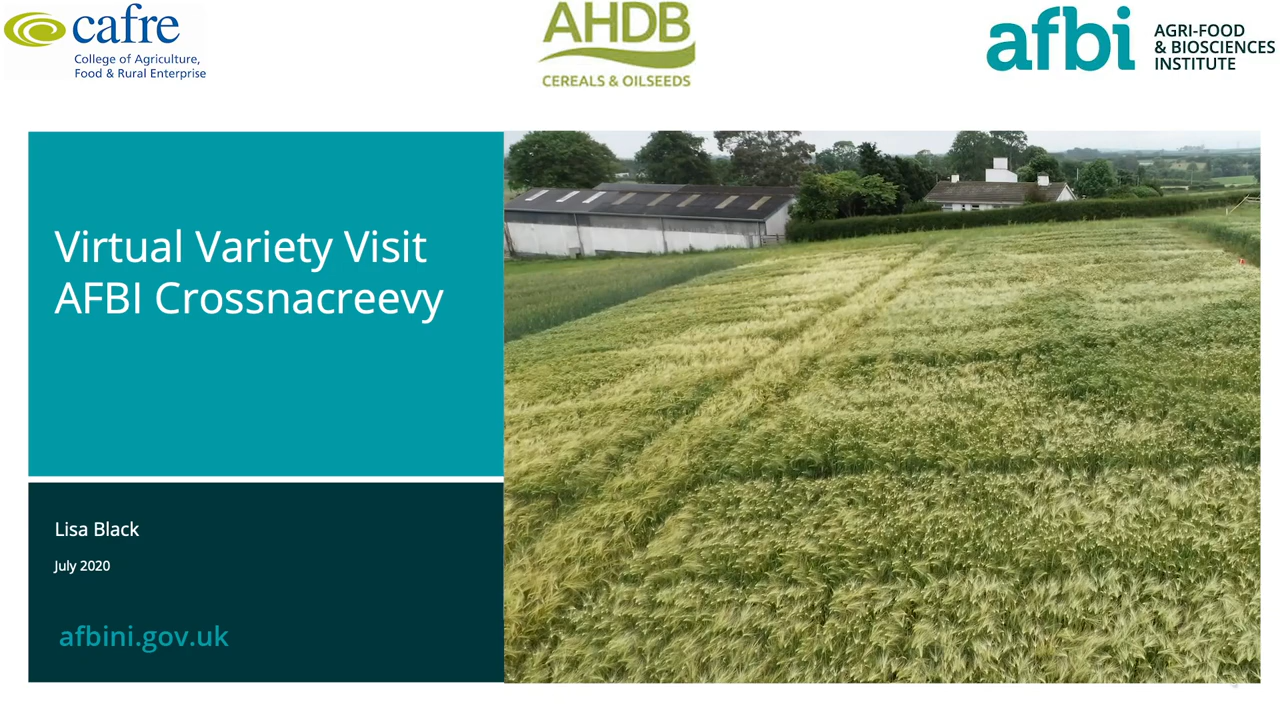 cafre
College of Agriculture,
Food & Rural Enterprise
AHDB
CEREALS & OILSEEDS
afbi
AGRI-FOOD
& BIOSCIENCES
INSTITUTE
Virtual Variety Visit
AFBI Crossnacreevy
Lisa Black
July 2020
afbini.gov.uk